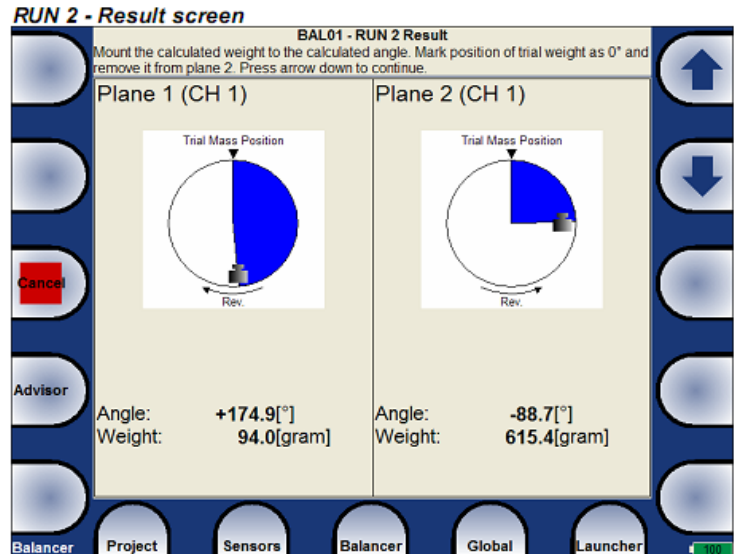 RUN 2 - Result screen
BAL01 - RUN 2 Result
Mount the calculated weight to the calculated angle. Mark position of trial weight as 0° and
remove it from plane 2. Press arrow down to continue.
Plane 1 (CH 1)
Plane 2 (CH 1)
Trial Mass Position
Trial Mass Position
Cancel
Rev.
Rev.
Advisor
Angle: +174.9[°]
Weight: 94.0[gram]
Angle: -88.7[°]
Weight: 615.4[gram]
Balancer
Project
Sensors
Balancer
Global
Launcher
100